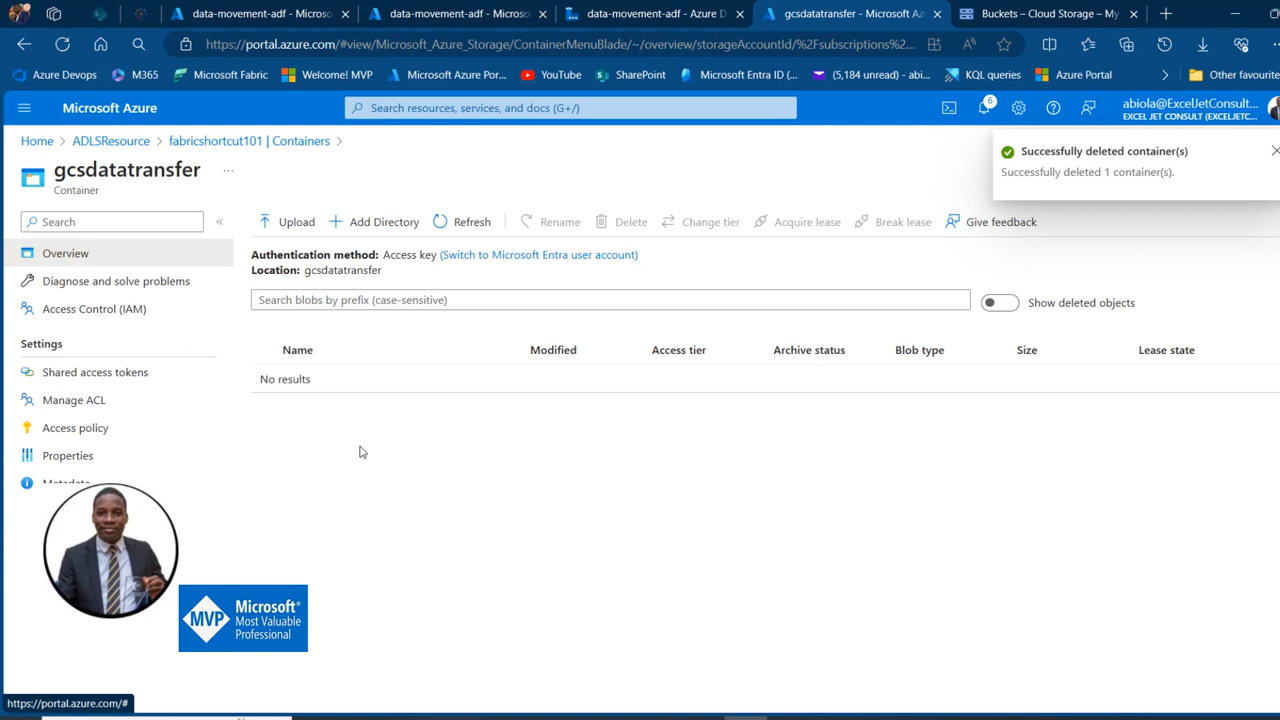 data-movement-adf - Microso
data-movement-adf - Microso
data-movement-adf - Azure D
gcsdatatransfer - Microsoft Az
Buckets – Cloud Storage – My
https://portal.azure.com/#view/Microsoft_Azure_Storage/ContainerMenuBlade/~/overview/storageAccountId/%2Fsubscriptions%2...
Azure Devops
M365
Microsoft Fabric
Welcome! MVP
Microsoft Azure Por...
YouTube
SharePoint
Microsoft Entra ID (...
(5,184 unread) - abi...
KQL queries
Azure Portal
Other favourite
Microsoft Azure
Search resources, services, and docs (G+/)
6
abiola@ExcelJetConsult...
EXCEL JET CONSULT (EXCELJETC...
Home > ADLSResource > fabricshortcut101 | Containers >
gcsdatatransfer
...
Container
Successfully deleted container(s)
Successfully deleted 1 container(s).
Search
Upload
Add Directory
Refresh
Rename
Delete
Change tier
Acquire lease
Break lease
Give feedback
Overview
Diagnose and solve problems
Access Control (IAM)
Settings
Shared access tokens
Manage ACL
Access policy
Properties
Metadata
Authentication method: Access key (Switch to Microsoft Entra user account)
Location: gcsdatatransfer
Search blobs by prefix (case-sensitive)
Show deleted objects
Name Modified Access tier Archive status Blob type Size Lease state
No results
MVP
Microsoft®
Most Valuable
Professional
https://portal.azure.com/#